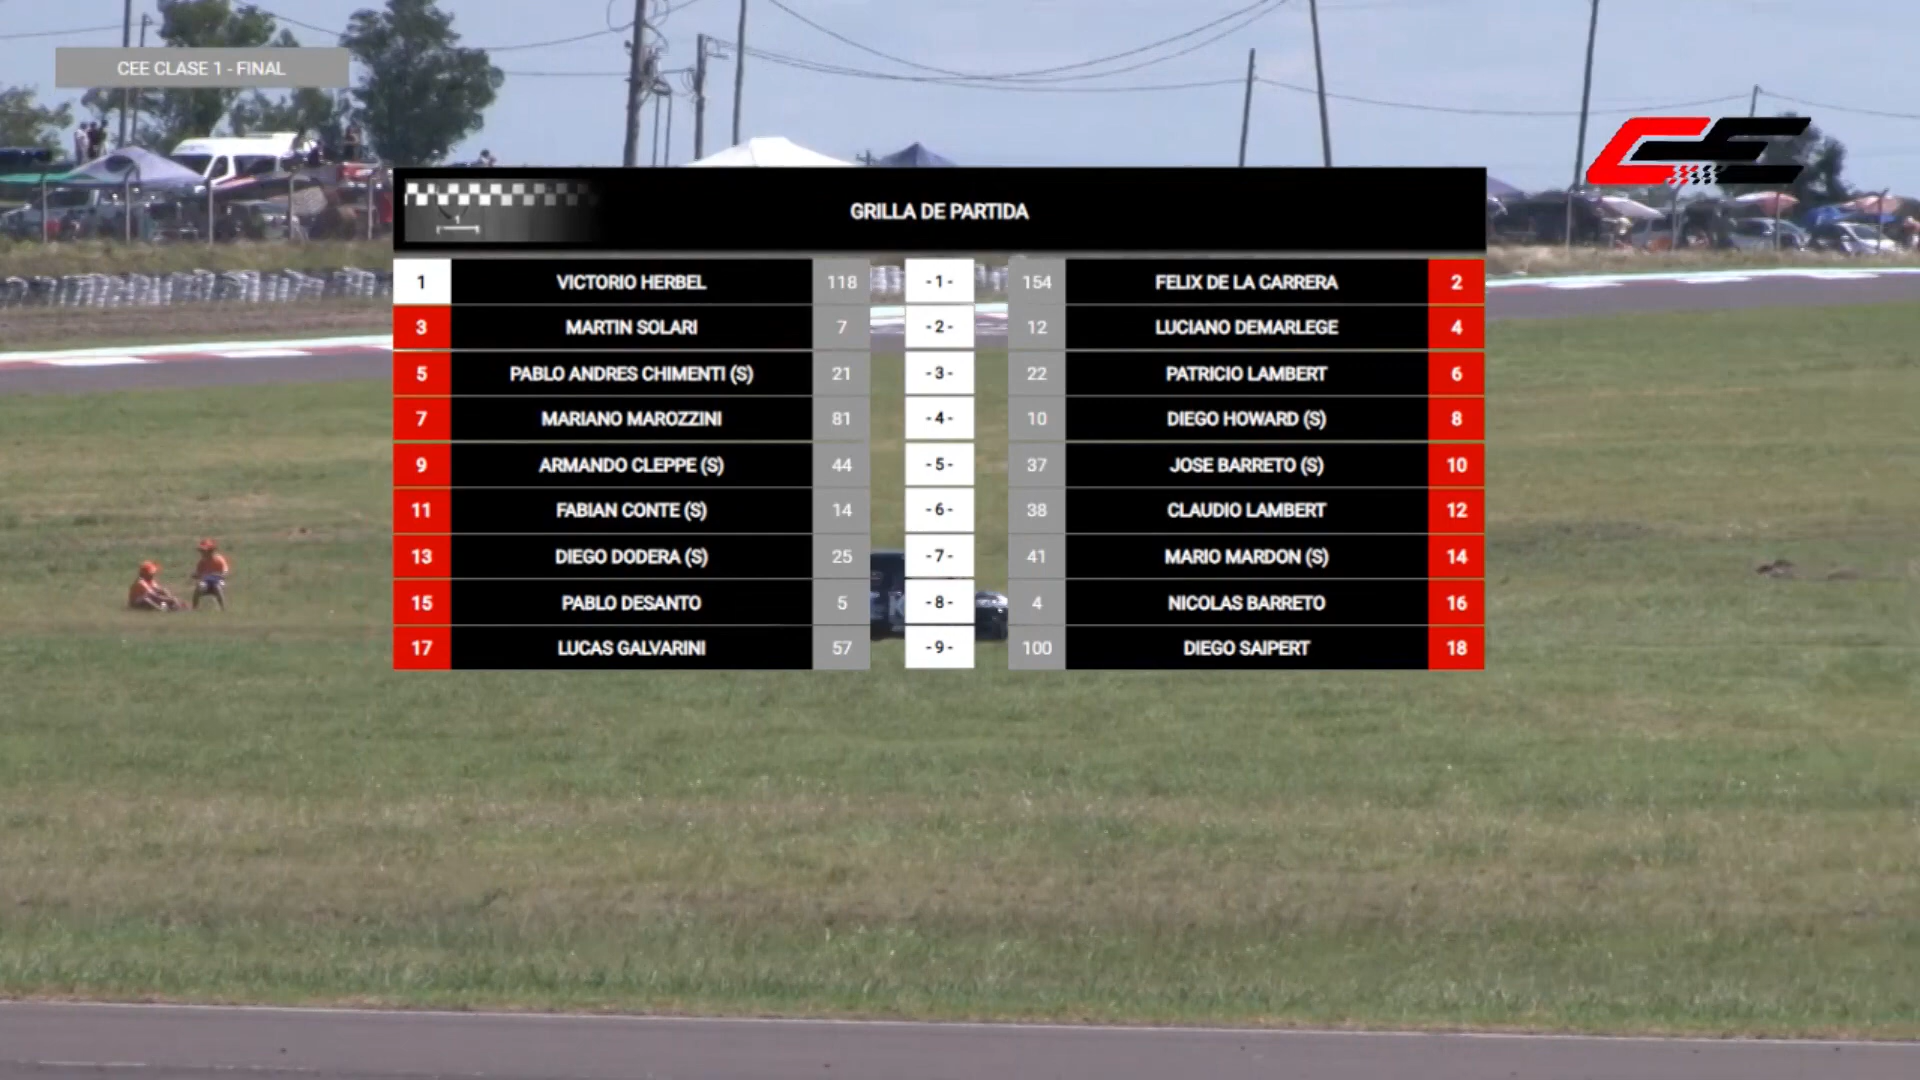 CEE CLASE 1 - FINAL
GRILLA DE PARTIDA
1 VICTORIO HERBEL 118 - 1 - 154 FELIX DE LA CARRERA 2
3 MARTIN SOLARI 7 - 2 - 12 LUCIANO DEMARLEGE 4
5 PABLO ANDRES CHIMENTI (S) 21 - 3 - 22 PATRICIO LAMBERT 6
7 MARIANO MAROZZINI 81 - 4 - 10 DIEGO HOWARD (S) 8
9 ARMANDO CLEPPE (S) 44 - 5 - 37 JOSE BARRETO (S) 10
11 FABIAN CONTE (S) 14 - 6 - 38 CLAUDIO LAMBERT 12
13 DIEGO DODERA (S) 25 - 7 - 41 MARIO MARDON (S) 14
15 PABLO DESANTO 5 - 8 - 4 NICOLAS BARRETO 16
17 LUCAS GALVARINI 57 - 9 - 100 DIEGO SAIPERT 18